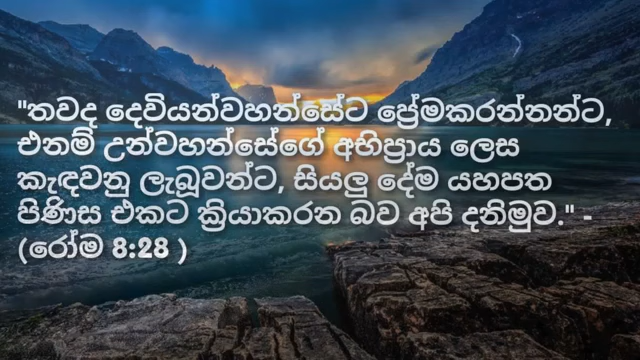 "තවද දෙවියන්වහන්සේට ප්‍රේමකරන්නන්ට,
එනම් උන්වහන්සේගේ අභිප්‍රාය ලෙස
කැඳවනු ලැබූවන්ට, සියලු දේම යහපත
පිණිස එකට ක්‍රියාකරන බව අපි දනිමුව." -
(රෝම 8:28 )